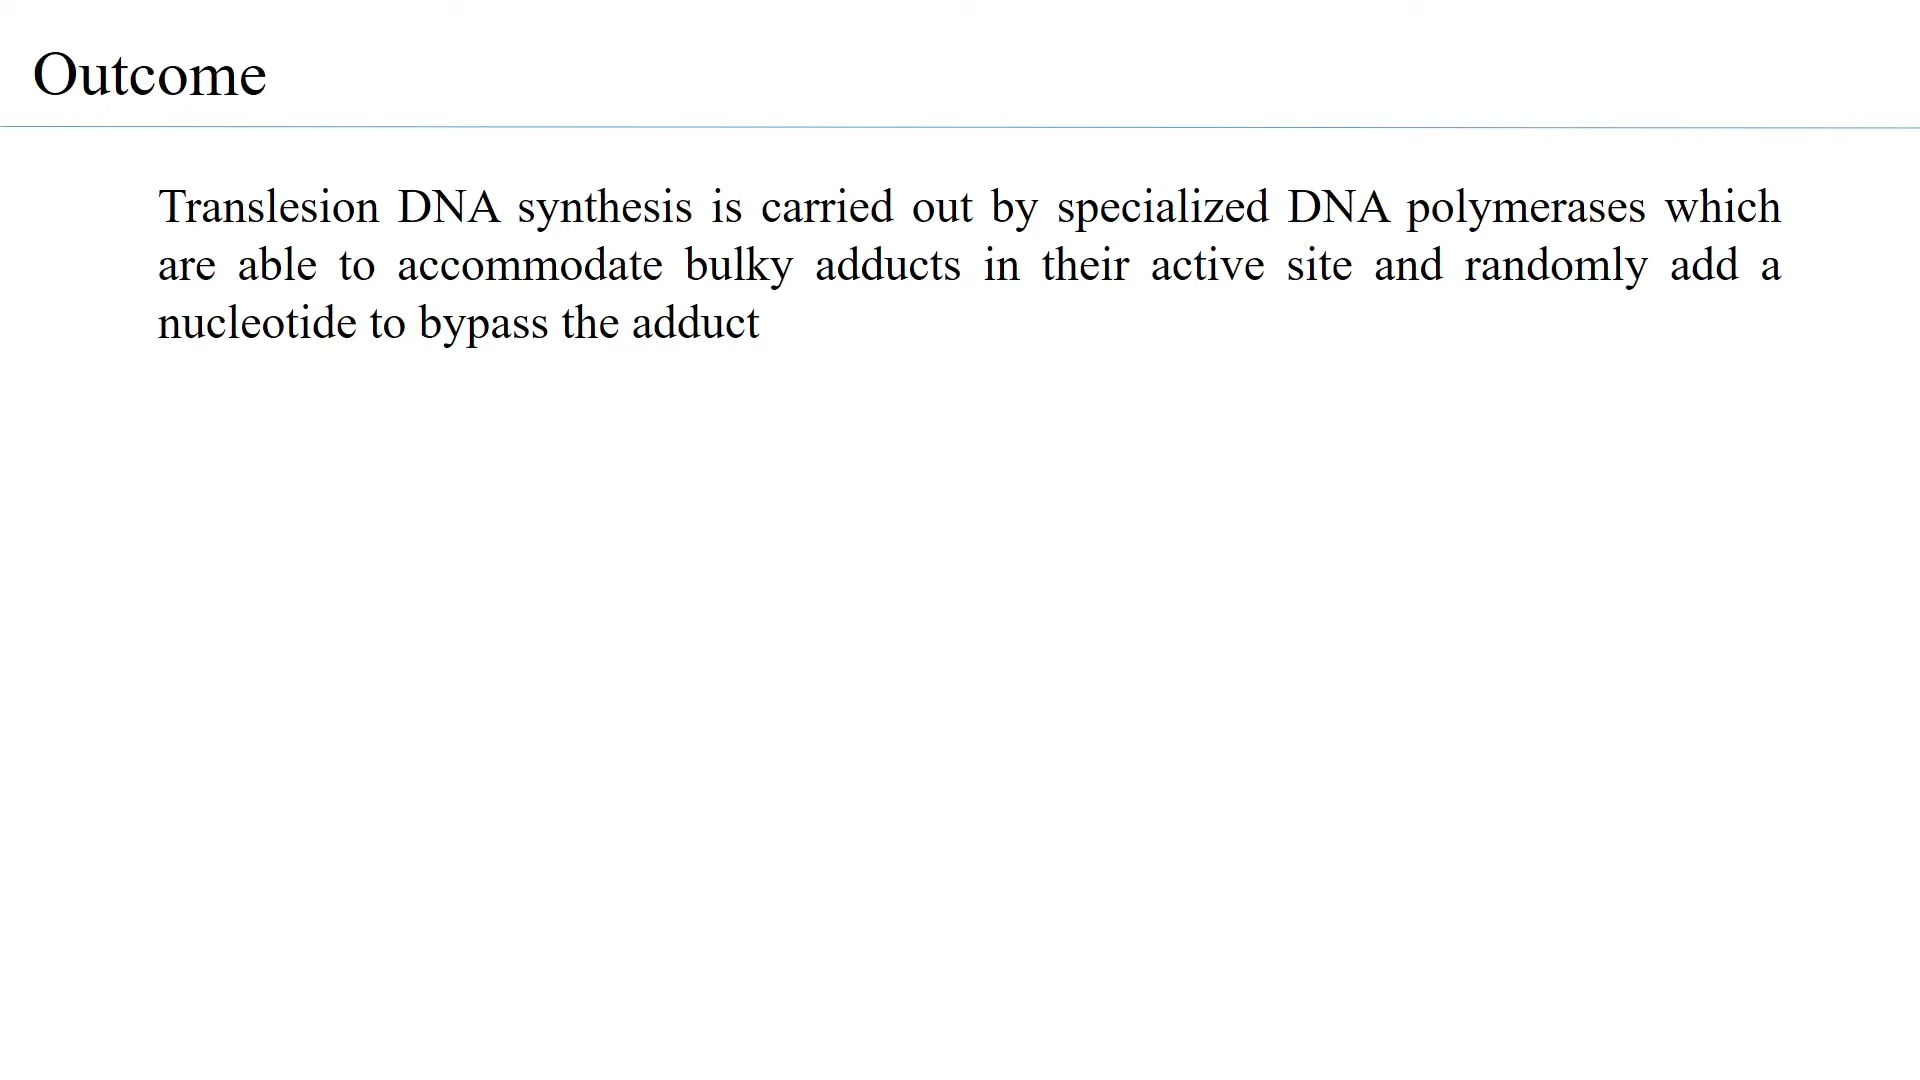 Outcome
Translesion DNA synthesis is carried out by specialized DNA polymerases which
are able to accommodate bulky adducts in their active site and randomly add a
nucleotide to bypass the adduct